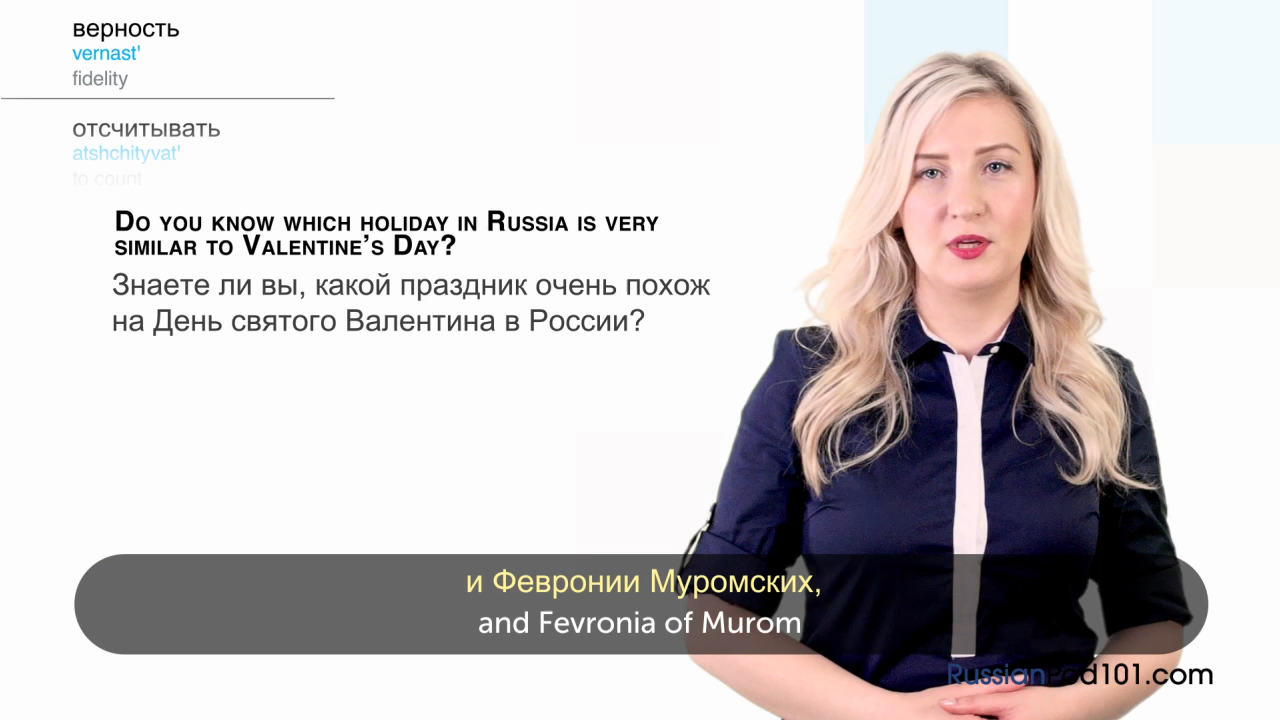 верность
vernast'
fidelity
отсчитывать
atshchityvat'
to count
Do you know which holiday in Russia is very
similar to Valentine's Day?
Знаете ли вы, какой праздник очень похож
на День святого Валентина в России?
и Февронии Муромских,
and Fevronia of Murom
RussianPod101.com